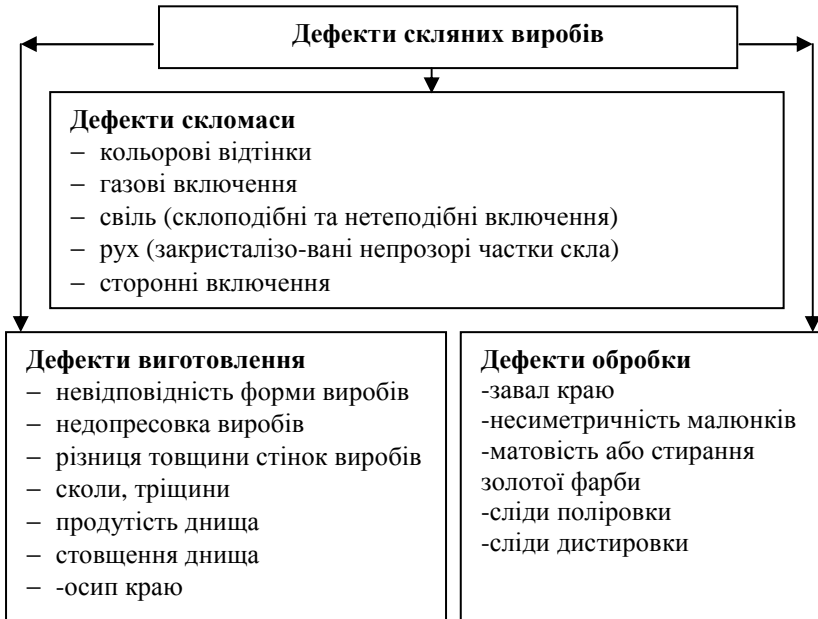 Дефекти скляних виробів
Дефекти скломаси
– кольорові відтінки
– газові включення
– свіль (склоподібні та нетеподібні включення)
– рух (закристалізо-вані непрозорі частки скла)
– сторонні включення
Дефекти виготовлення
– невідповідність форми виробів
– недопресовка виробів
– різниця товщини стінок виробів
– сколи, тріщини
– продутість днища
– стовщення днища
– -осип краю
Дефекти обробки
-завал краю
-несиметричність малюнків
-матовість або стирання
золотої фарби
-сліди поліровки
-сліди дистировки